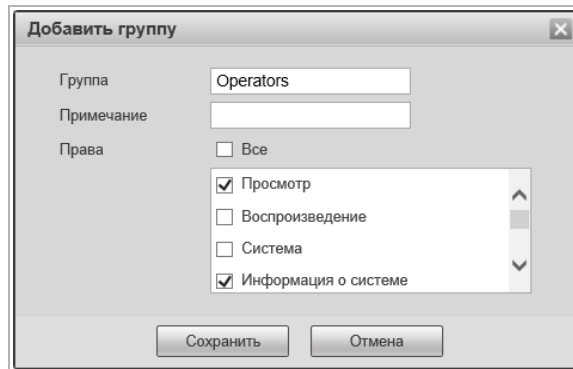 Добавить группу
Группа Operators
Примечание
Права Все
Просмотр
Воспроизведение
Система
Информация о системе
Сохранить Отмена